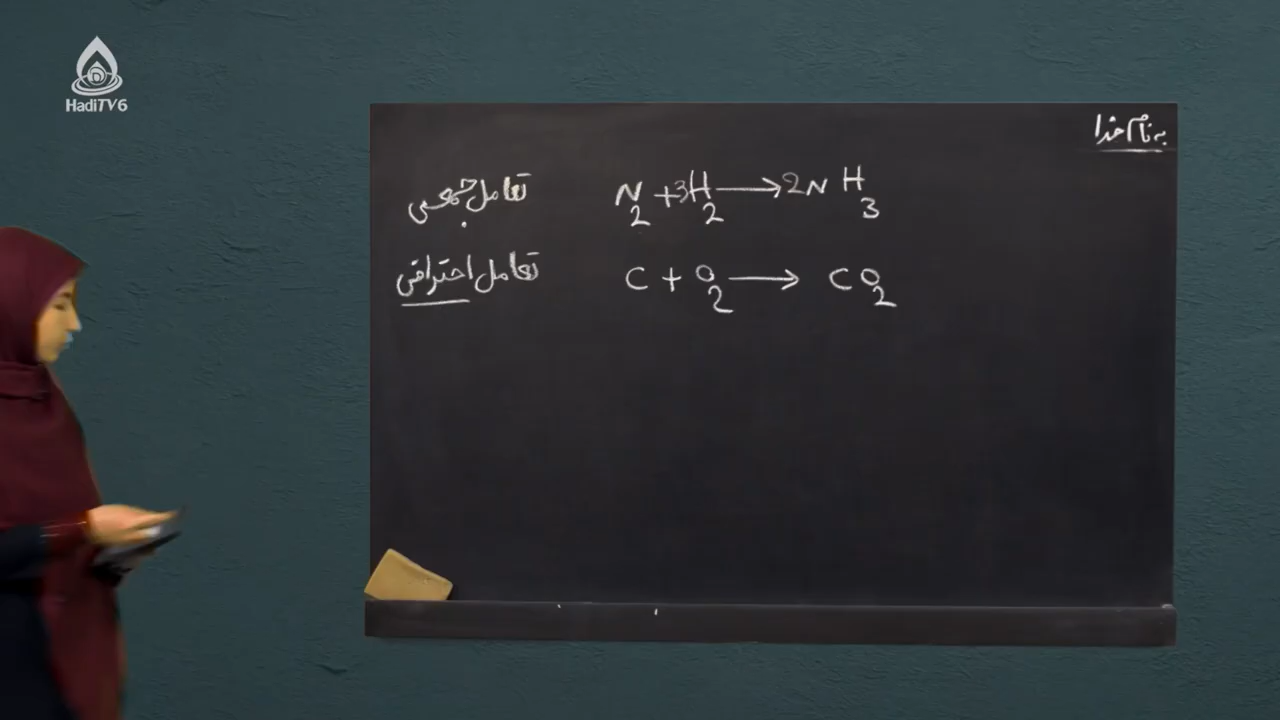 HadiTV6
به نام خدا
تعامل جمعی N2 + 3H2 → 2NH3
تعامل احتراقی C + O2 → CO2